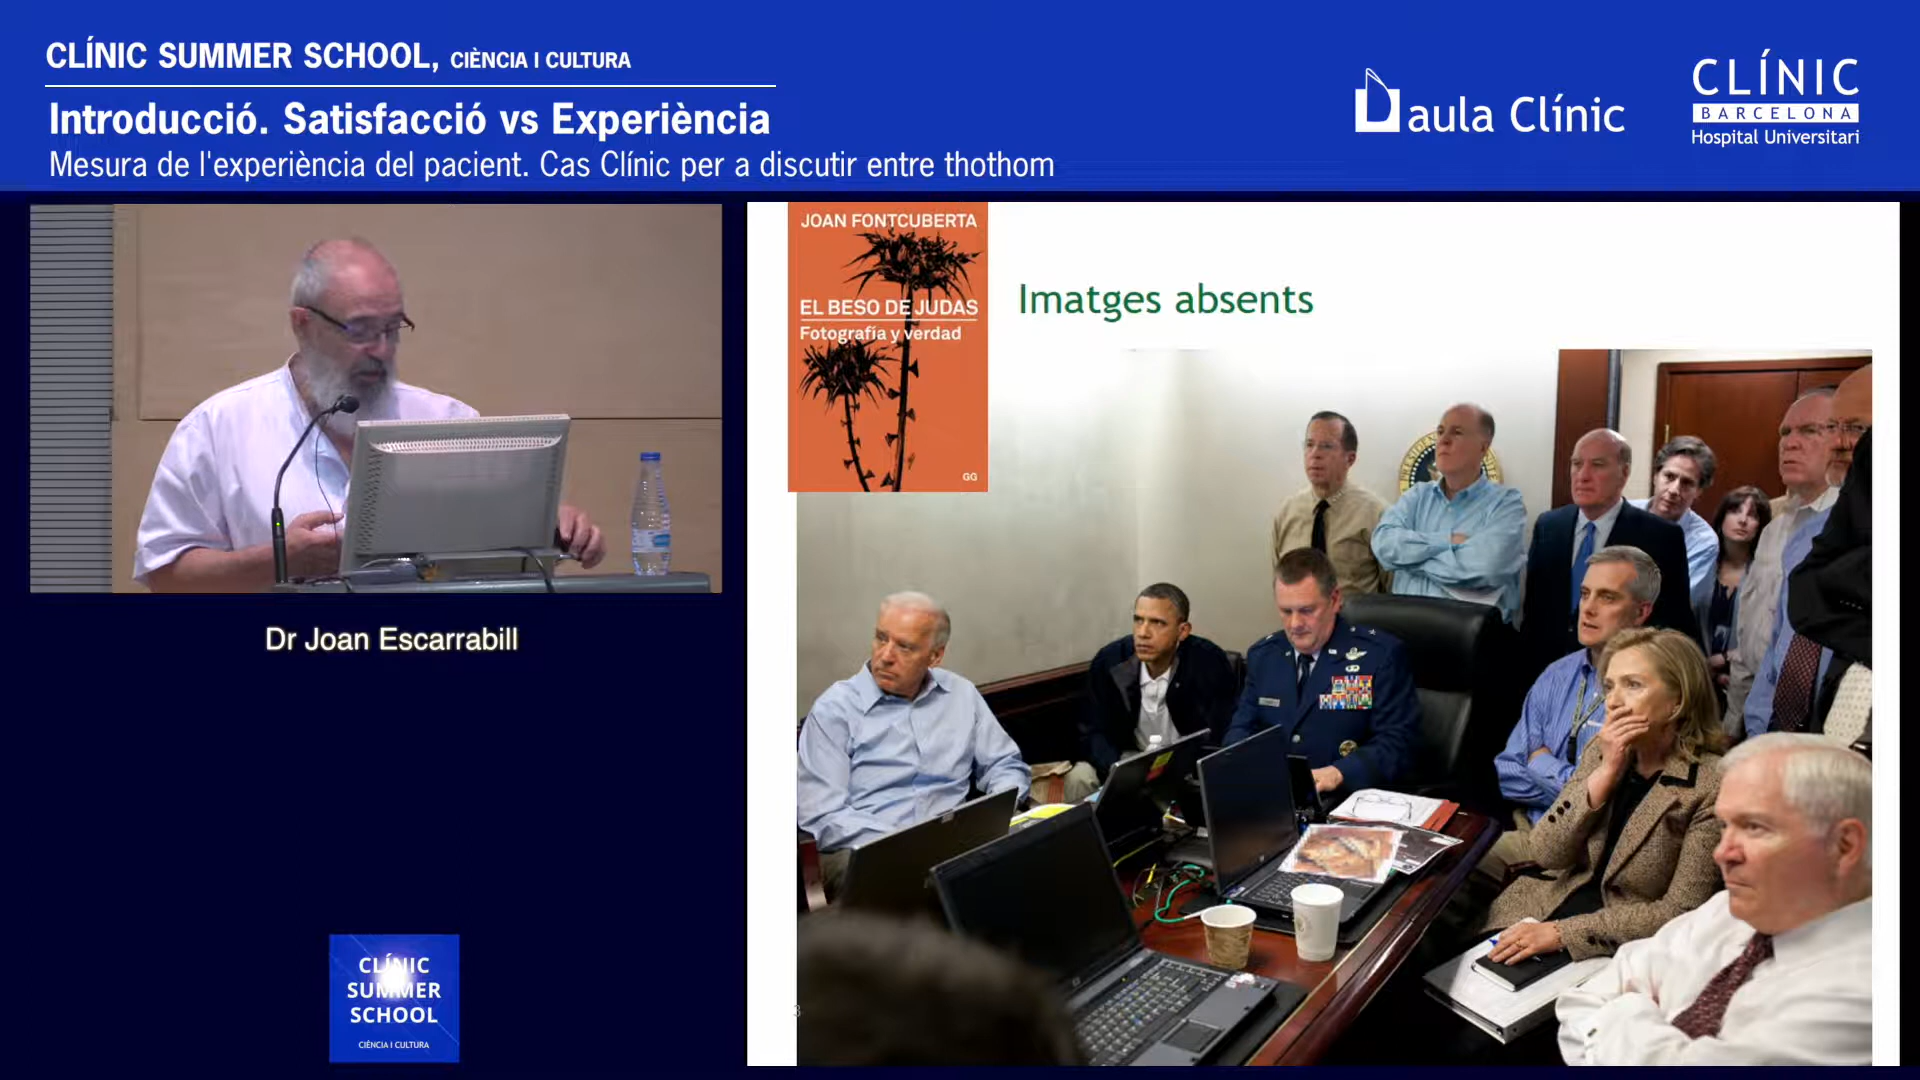 CLÍNIC SUMMER SCHOOL, CIÈNCIA I CULTURA
Introducció. Satisfacció vs Experiència
Mesura de l'experiència del pacient. Cas Clínic per a discutir entre thothom
aula Clínic
CLÍNIC
BARCELONA
Hospital Universitari
JOAN FONTCUBERTA
EL BESO DE JUDAS
Fotografía y verdad
GG
Imatges absents
Dr Joan Escarrabill
CLÍNIC
SUMMER
SCHOOL
CIÈNCIA I CULTURA
3